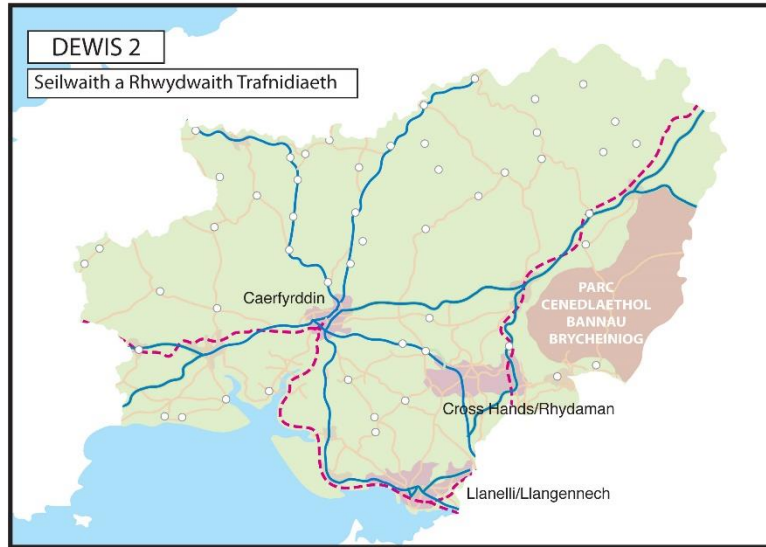 DEWIS 2
Seilwaith a Rhwydwaith Trafnidiaeth
Caerfyrddin
PARC
CENEDLAETHOL
BANNAU
BRYCHEINIOG
Cross Hands/Rhydaman
Llanelli/Llangennech